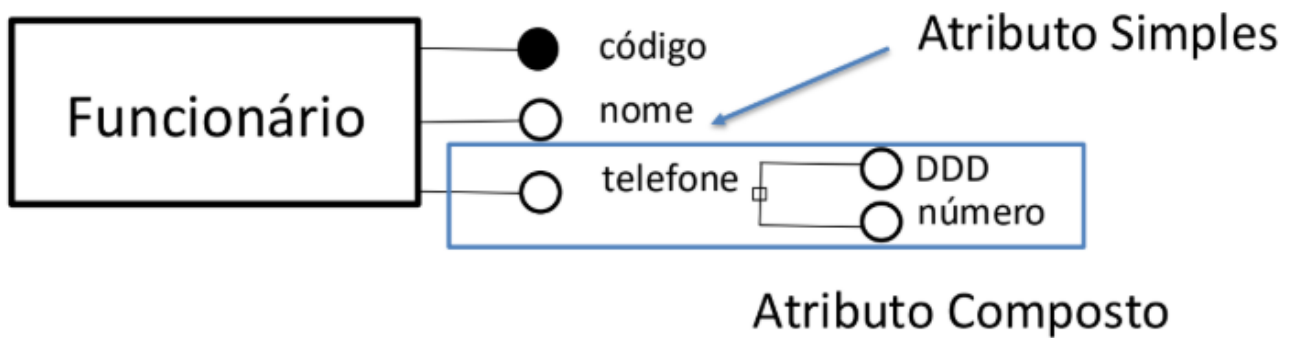 Funcionário
código
Atributo Simples
nome
telefone
DDD
número
Atributo Composto